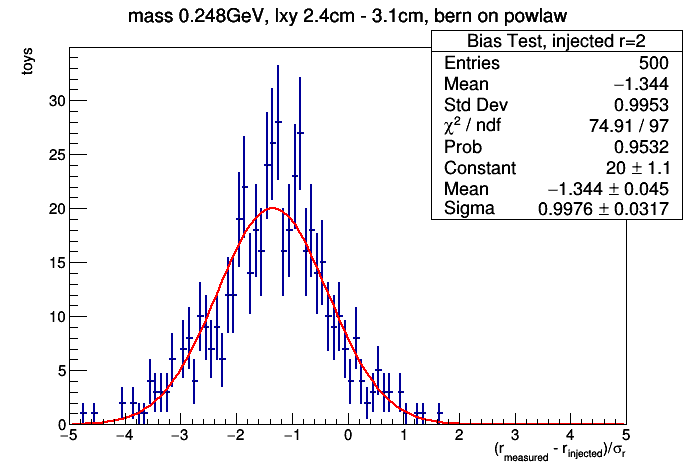 mass 0.248GeV, lxy 2.4cm - 3.1cm, bern on powlaw
toys
Bias Test, injected r=2
Entries 500
Mean −1.344
Std Dev 0.9953
χ² / ndf 74.91 / 97
Prob 0.9532
Constant 20 ± 1.1
Mean −1.344 ± 0.045
Sigma 0.9976 ± 0.0317
30
25
20
15
10
5
0
−5 −4 −3 −2 −1 0 1 2 3 4 5
(r_measured - r_injected)/σ_r